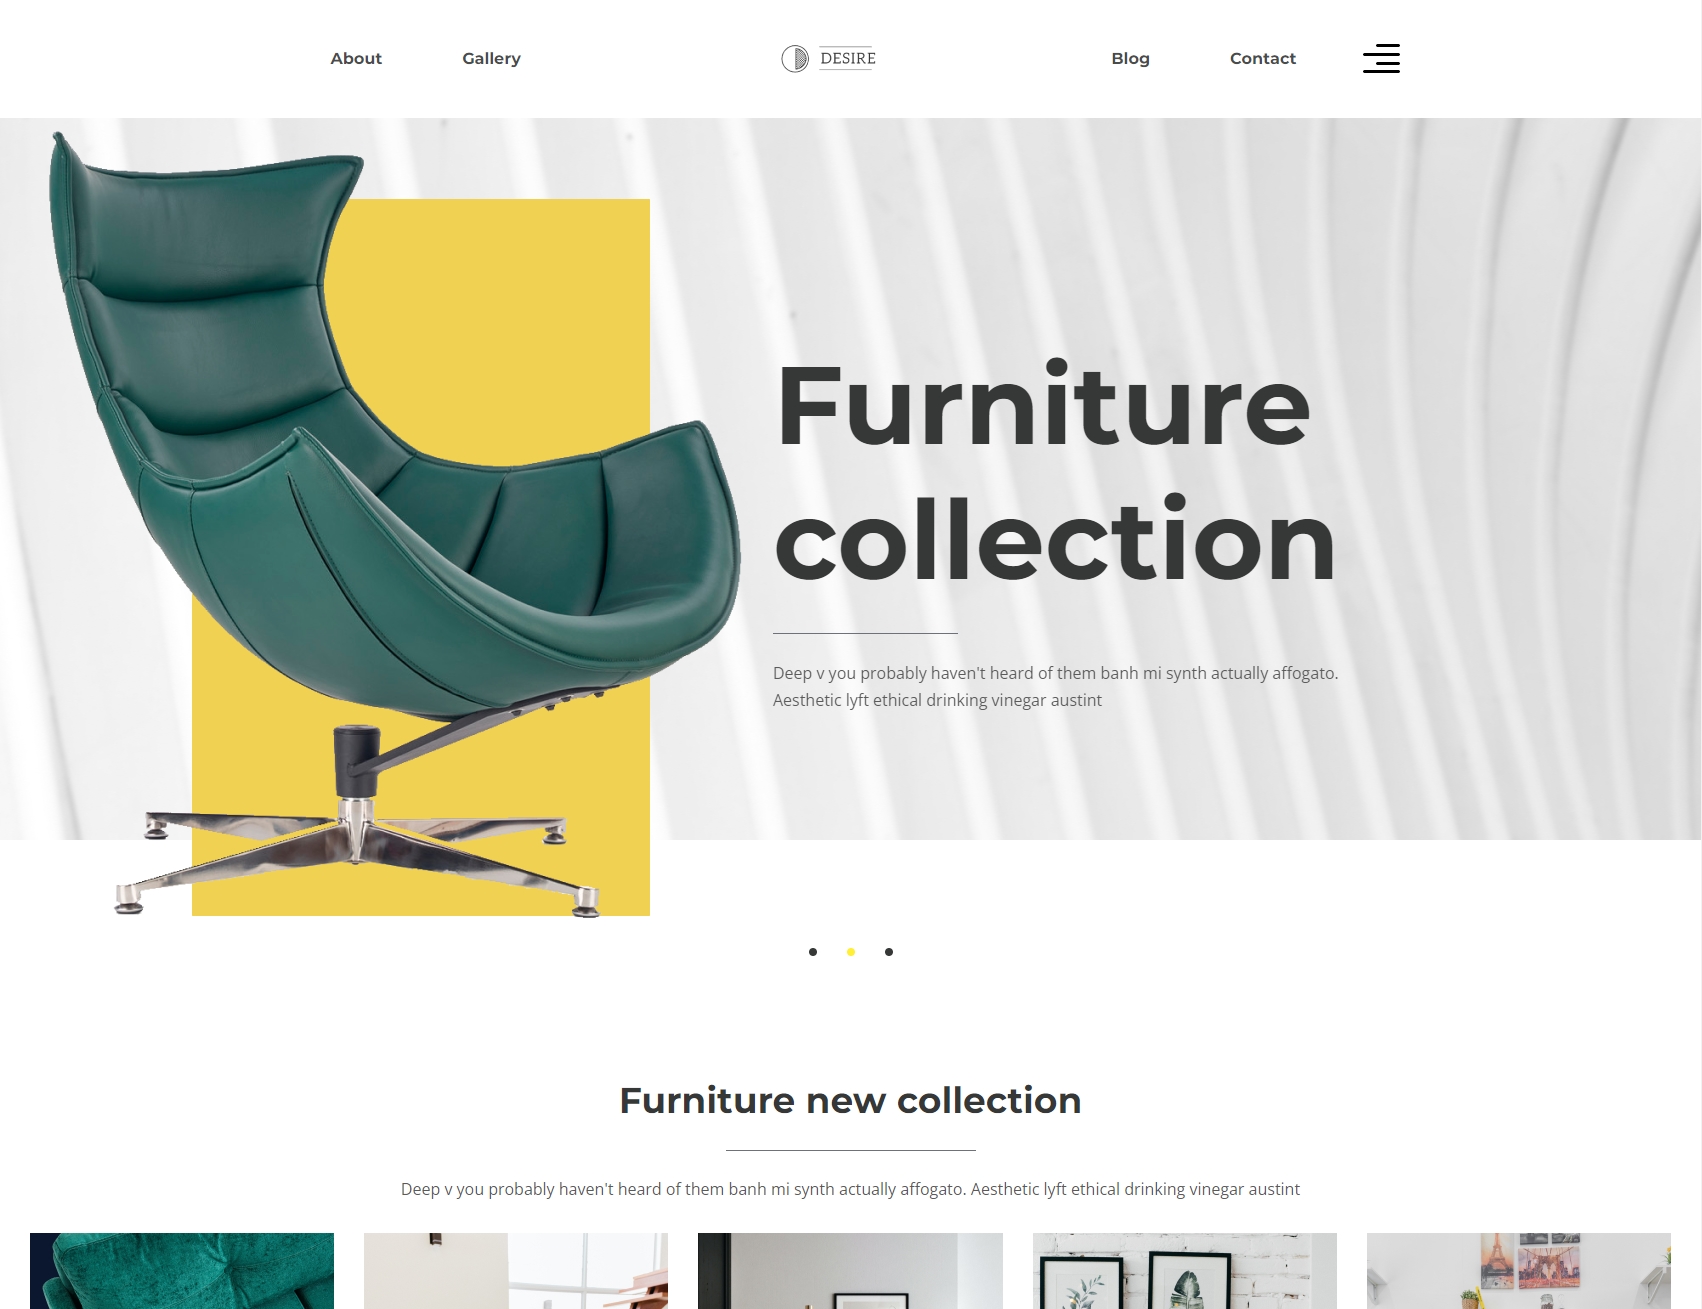 About
Gallery
DESIRE
Blog
Contact
Furniture
collection
Deep v you probably haven't heard of them banh mi synth actually affogato.
Aesthetic lyft ethical drinking vinegar austint
Furniture new collection
Deep v you probably haven't heard of them banh mi synth actually affogato. Aesthetic lyft ethical drinking vinegar austint